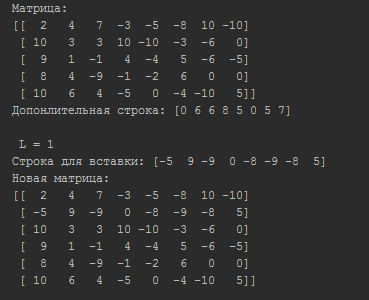 Матрица:
[[  2   4   7  -3  -5  -8  10 -10]
 [ 10   3   3  10 -10  -3  -6   0]
 [  9   1  -1   4  -4   5  -6  -5]
 [  8   4  -9  -1  -2   6   0   0]
 [ 10   6   4  -5   0  -4 -10   5]]
Допонлительная строка: [0 6 6 8 5 0 5 7]
L = 1
Строка для вставки: [-5  9 -9  0 -8 -9 -8  5]
Новая матрица:
[[  2   4   7  -3  -5  -8  10 -10]
 [ -5   9  -9   0  -8  -9  -8   5]
 [ 10   3   3  10 -10  -3  -6   0]
 [  9   1  -1   4  -4   5  -6  -5]
 [  8   4  -9  -1  -2   6   0   0]
 [ 10   6   4  -5   0  -4 -10   5]]